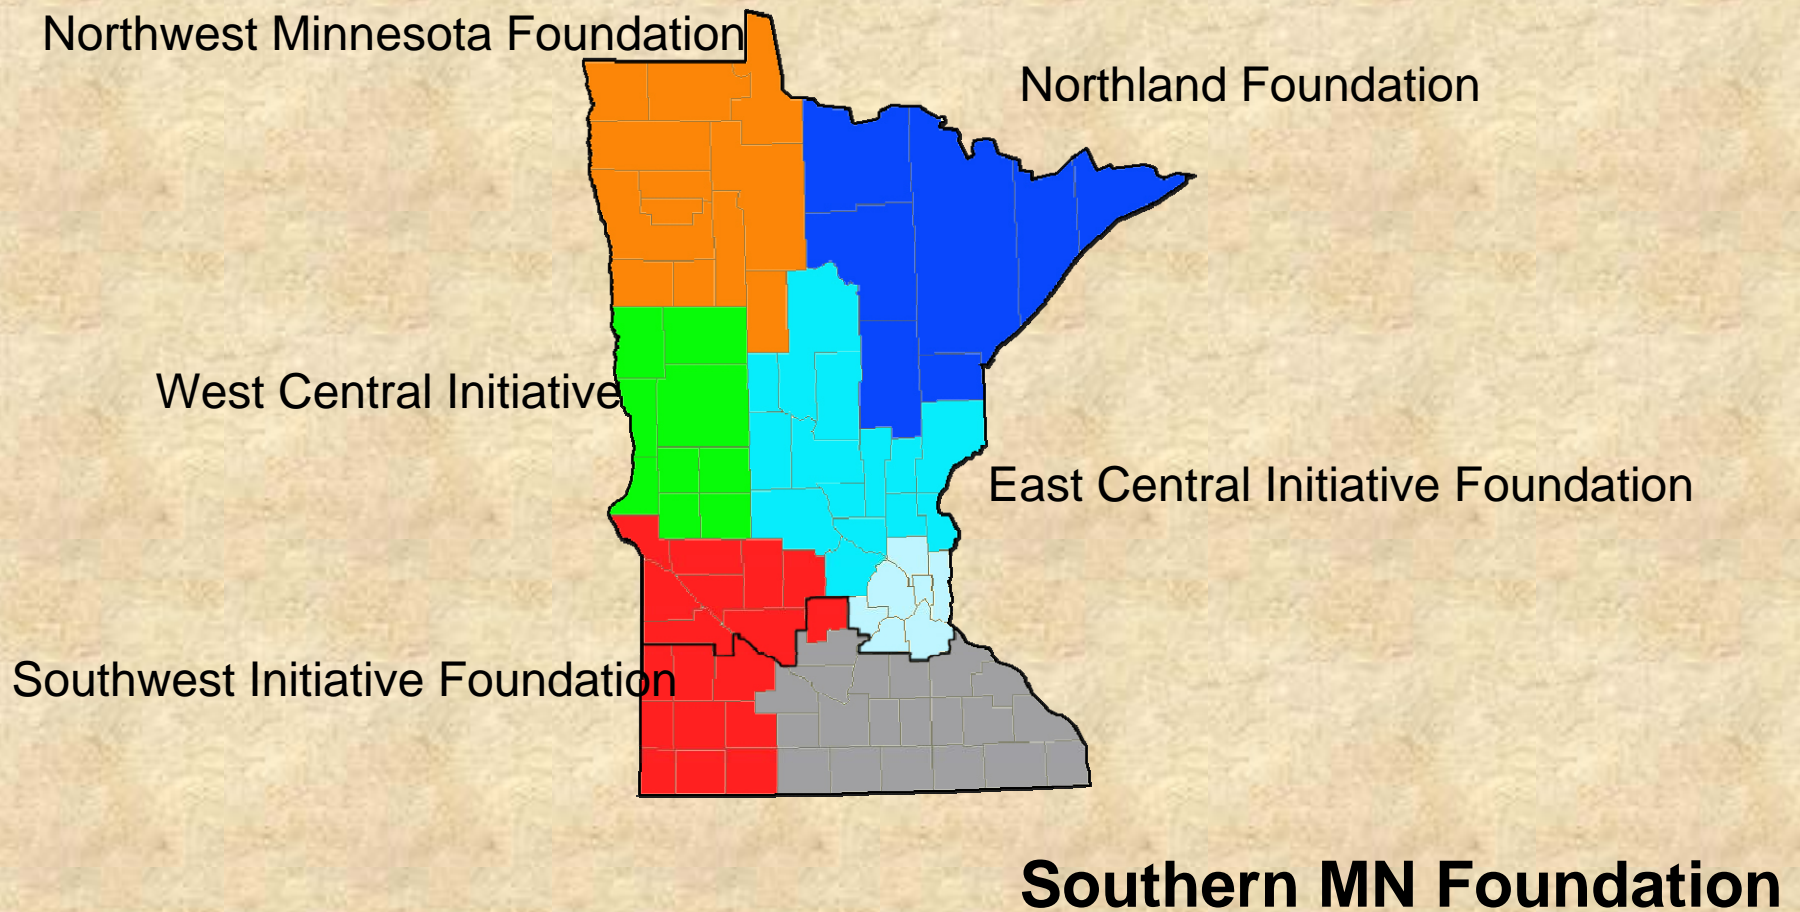 Northwest Minnesota Foundation
Northland Foundation
West Central Initiative
East Central Initiative Foundation
Southwest Initiative Foundation
Southern MN Foundation